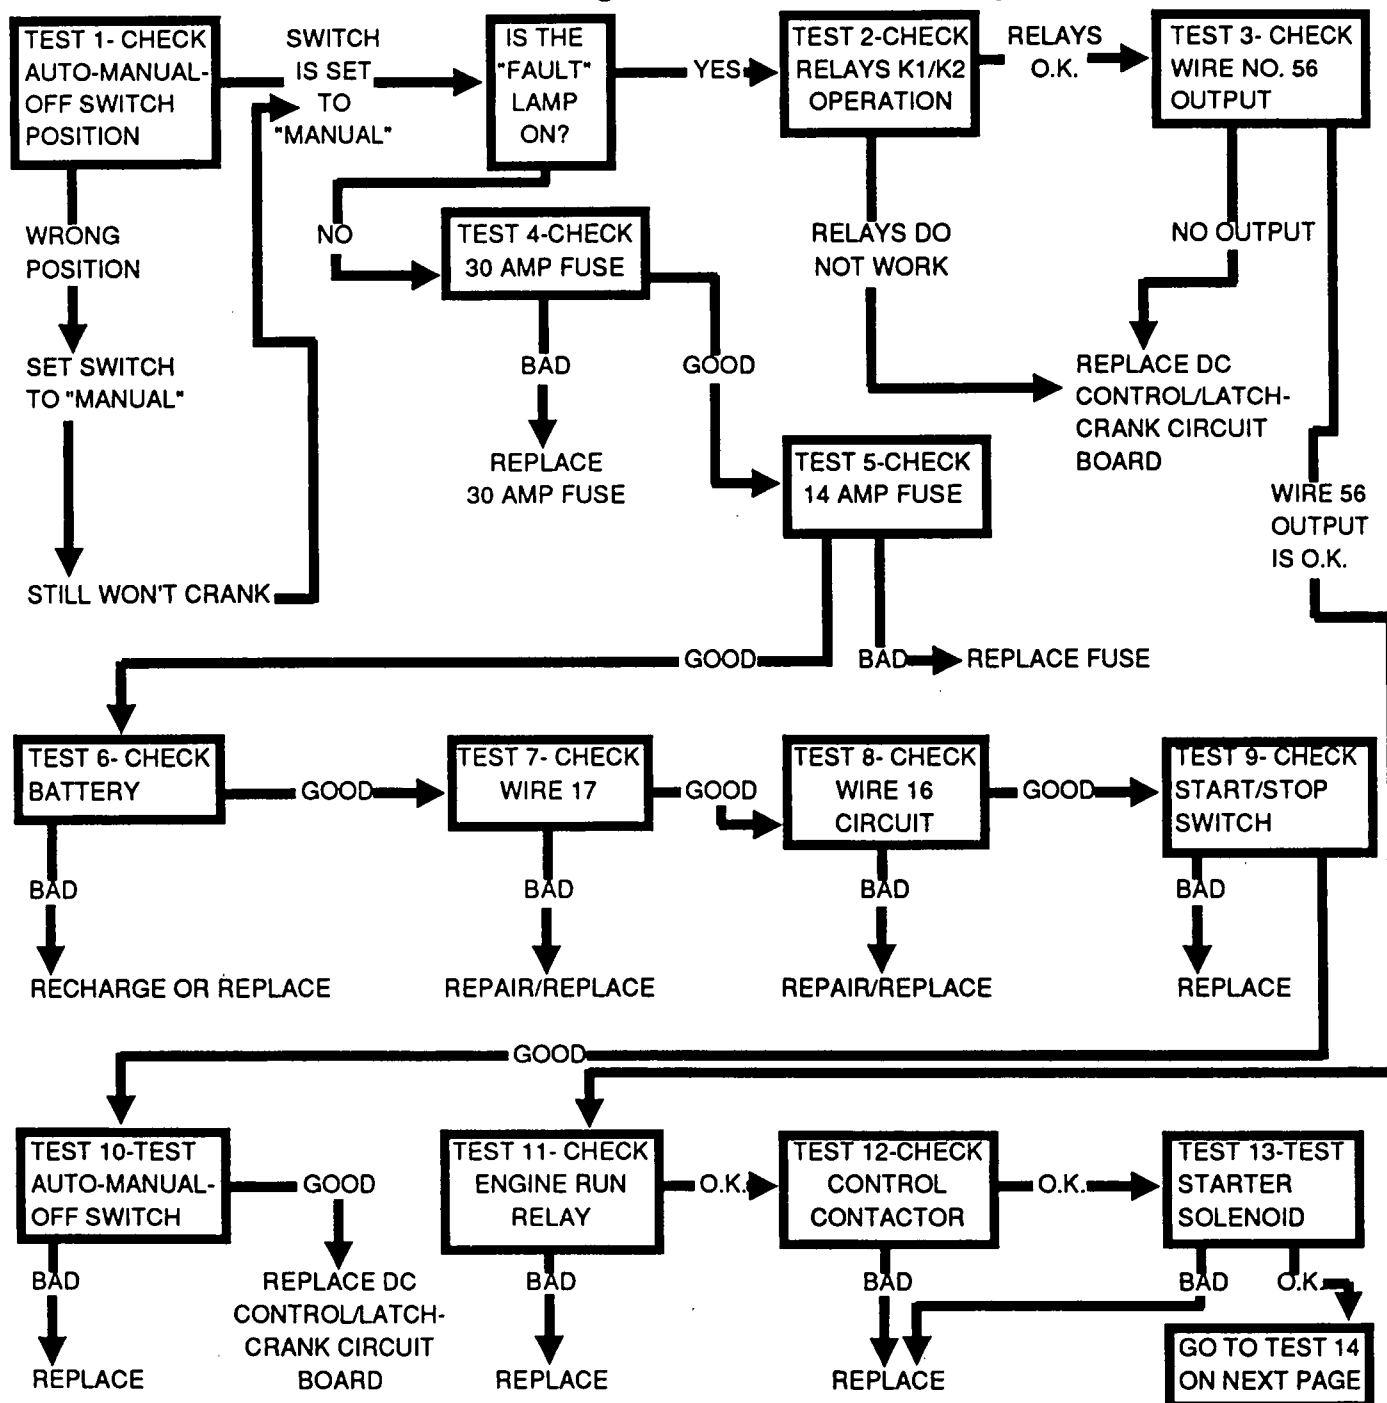 TEST 1- CHECK
AUTO-MANUAL-
OFF SWITCH
POSITION
SWITCH
IS SET
TO
"MANUAL"
IS THE
"FAULT"
LAMP
ON?
YES
TEST 2-CHECK
RELAYS K1/K2
OPERATION
RELAYS
O.K.
TEST 3- CHECK
WIRE NO. 56
OUTPUT
WRONG
POSITION
NO
TEST 4-CHECK
30 AMP FUSE
RELAYS DO
NOT WORK
NO OUTPUT
SET SWITCH
TO "MANUAL"
BAD
GOOD
REPLACE DC
CONTROL/LATCH-
CRANK CIRCUIT
BOARD
REPLACE
30 AMP FUSE
TEST 5-CHECK
14 AMP FUSE
WIRE 56
OUTPUT
IS O.K.
STILL WON'T CRANK
GOOD
BAD
REPLACE FUSE
TEST 6- CHECK
BATTERY
GOOD
TEST 7- CHECK
WIRE 17
GOOD
TEST 8- CHECK
WIRE 16
CIRCUIT
GOOD
TEST 9- CHECK
START/STOP
SWITCH
BAD
BAD
BAD
BAD
RECHARGE OR REPLACE
REPAIR/REPLACE
REPAIR/REPLACE
REPLACE
GOOD
TEST 10-TEST
AUTO-MANUAL-
OFF SWITCH
GOOD
TEST 11- CHECK
ENGINE RUN
RELAY
O.K.
TEST 12-CHECK
CONTROL
CONTACTOR
O.K.
TEST 13-TEST
STARTER
SOLENOID
BAD
REPLACE DC
CONTROL/LATCH-
CRANK CIRCUIT
BOARD
BAD
BAD
BAD
O.K.
REPLACE
REPLACE
REPLACE
GO TO TEST 14
ON NEXT PAGE